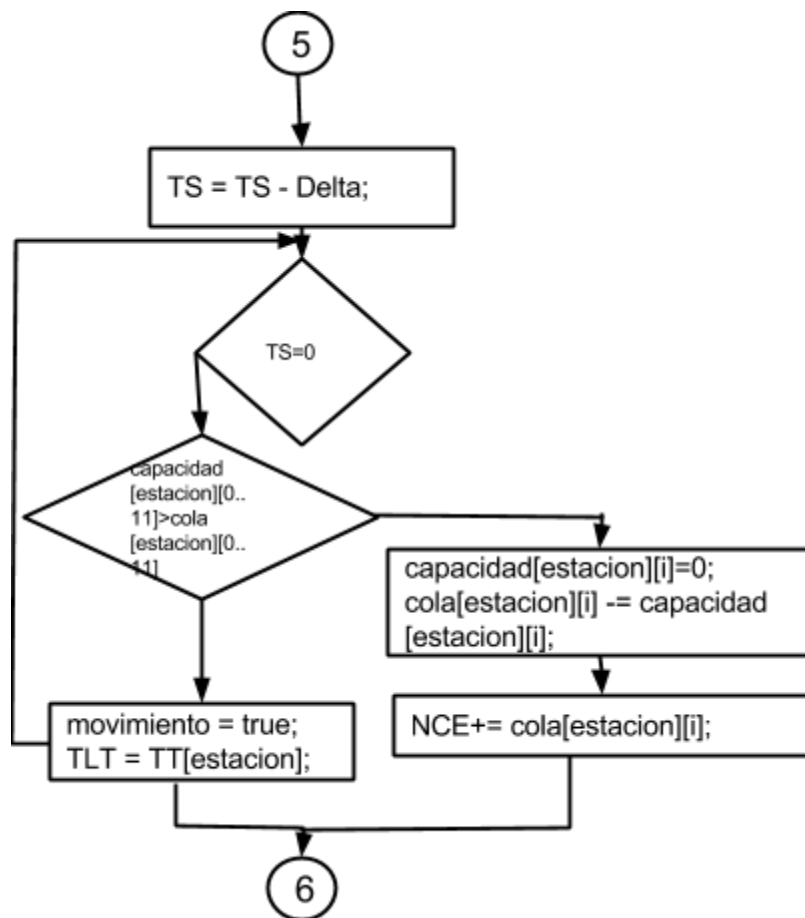 5
TS = TS - Delta;
TS=0
capacidad
[estacion][0..
11]>cola
[estacion][0..
11]
capacidad[estacion][i]=0;
cola[estacion][i] -= capacidad
[estacion][i];
movimiento = true;
TLT = TT[estacion];
NCE+= cola[estacion][i];
6